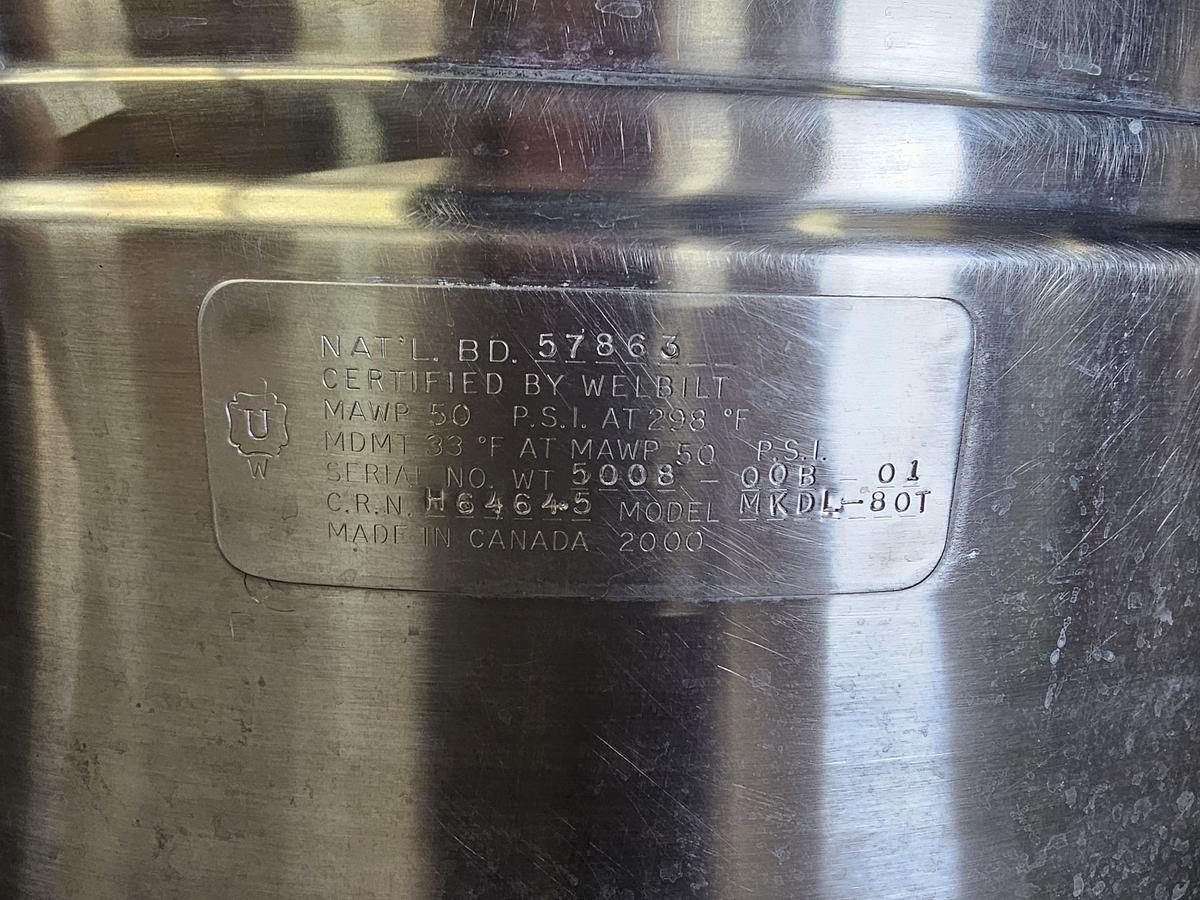 NAT'L. BD. 57863
CERTIFIED BY WELBILT
MAWP 50 P.S.I. AT 298 °F
U
MDMT 33 °F AT MAWP 50 P.S.I.
W
SERIAL NO. WT 5008 - 00B - 01
C.R.N. H6464.5 MODEL MKDL-80T
MADE IN CANADA 2000